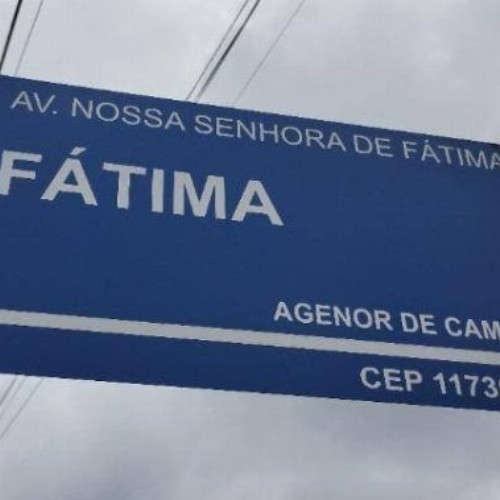 AV. NOSSA SENHORA DE FÁTIMA
FÁTIMA
AGENOR DE CAM
CEP 1173